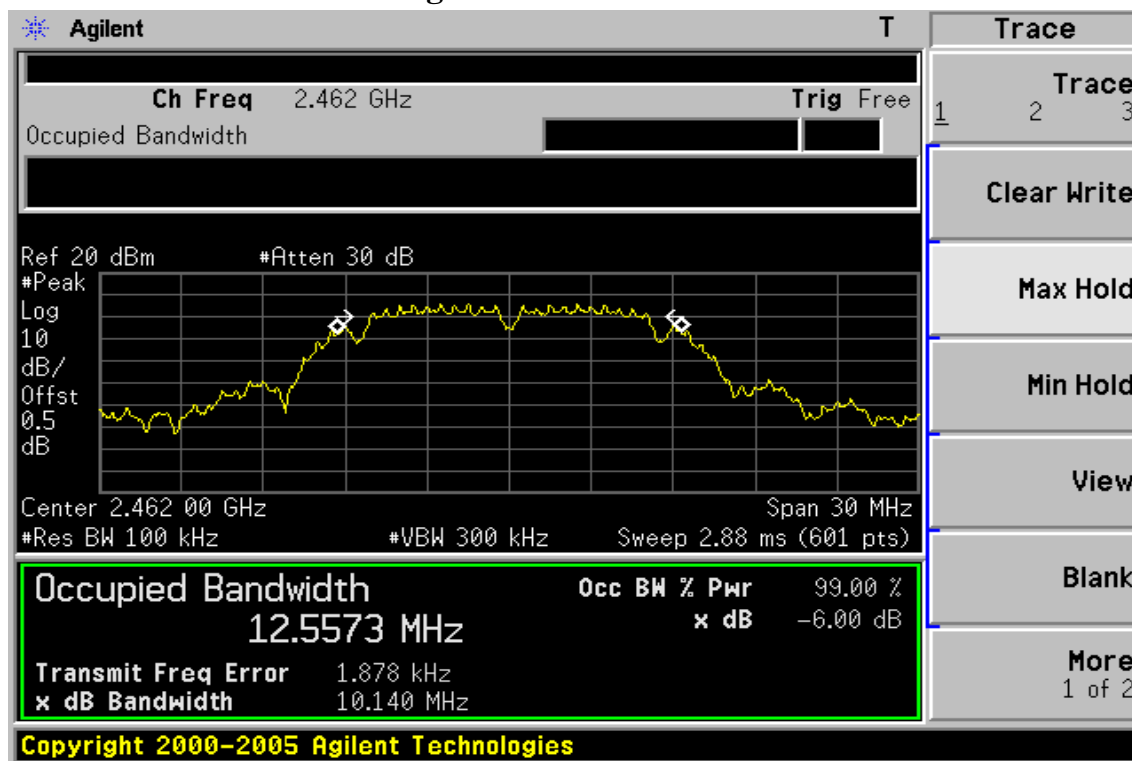 Agilent T Trace
Ch Freq 2.462 GHz Trig Free
Occupied Bandwidth
Trace
1 2 3
Clear Write
Max Hold
Min Hold
View
Blank
More
1 of 2
Ref 20 dBm #Atten 30 dB
#Peak
Log
10
dB/
Offst
0.5
dB
Center 2.462 00 GHz Span 30 MHz
#Res BW 100 kHz #VBW 300 kHz Sweep 2.88 ms (601 pts)
Occupied Bandwidth Occ BW % Pwr 99.00 %
12.5573 MHz x dB -6.00 dB
Transmit Freq Error 1.878 kHz
x dB Bandwidth 10.140 MHz
Copyright 2000-2005 Agilent Technologies